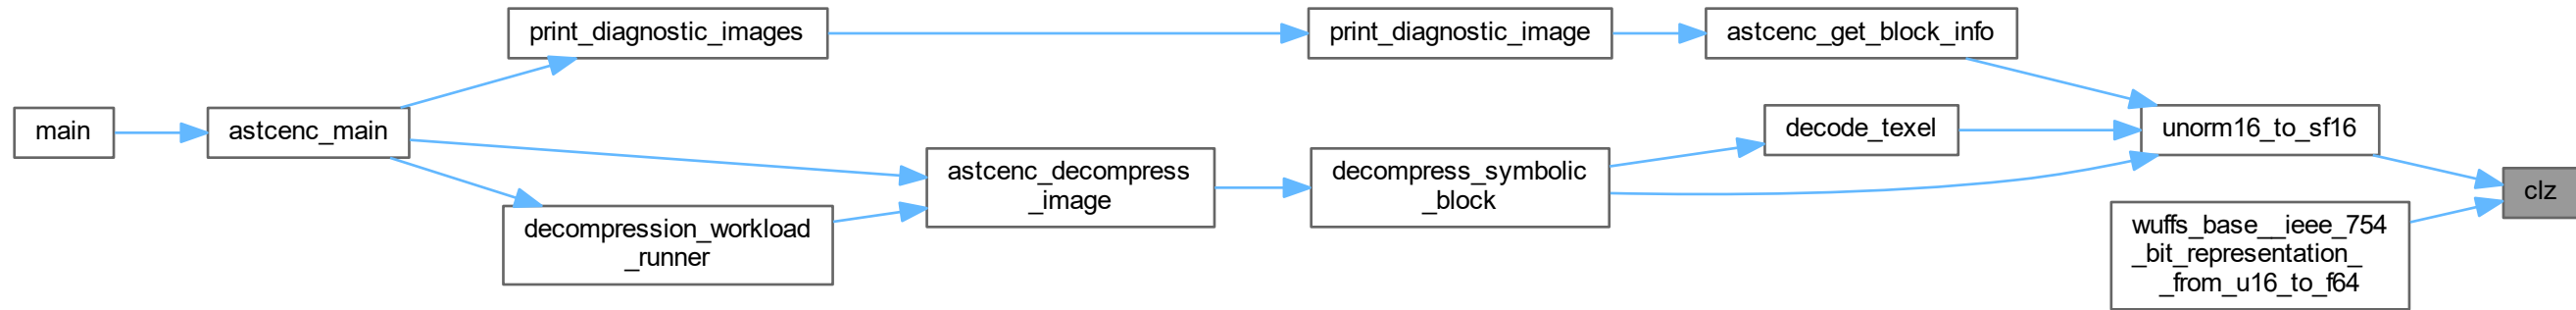 print_diagnostic_images
print_diagnostic_image
astcenc_get_block_info
main
astcenc_main
decode_texel
unorm16_to_sf16
astcenc_decompress
_image
decompress_symbolic
_block
clz
decompression_workload
_runner
wuffs_base__ieee_754
_bit_representation_
_from_u16_to_f64